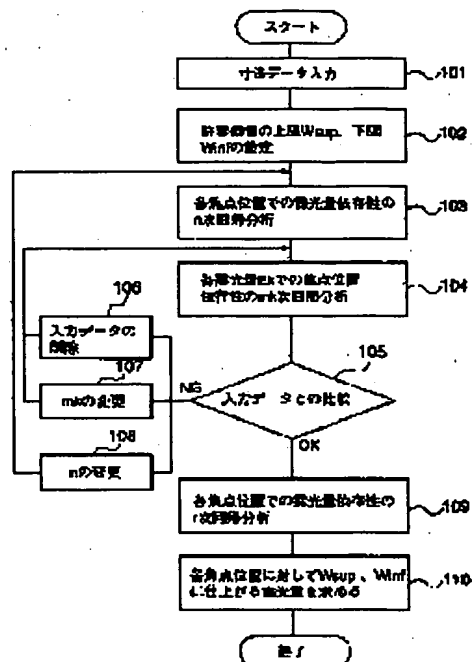 スタート
寸法データ入力
101
許容範囲の上限Wsup、下限
Winfの設定
102
各焦点位置での露光量依存性の
n次回帰分析
103
各露光量Ekでの焦点位置
依存性のmk次回帰分析
104
105
入力データとの比較
NG
OK
106
入力データの
削除
107
mkの変更
108
nの変更
各焦点位置での露光量依存性の
r次回帰分析
109
各焦点位置に対してWsup、Winf
に仕上げる露光量を求める
110
終了